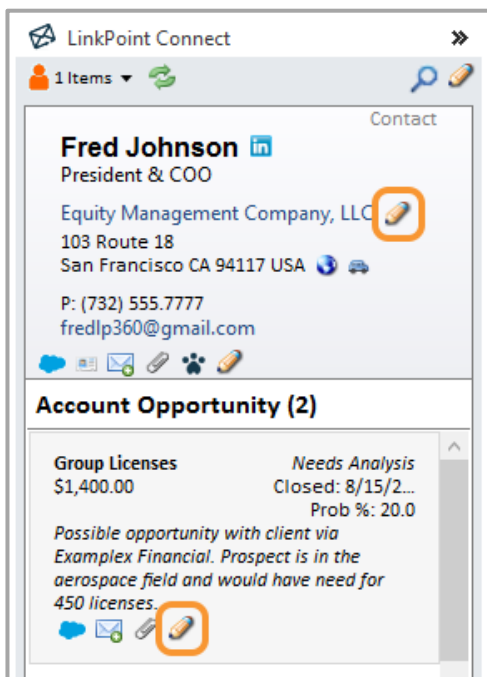 LinkPoint Connect
1 Items
Contact
Fred Johnson in
President & COO
Equity Management Company, LLC
103 Route 18
San Francisco CA 94117 USA
P: (732) 555.7777
fredlp360@gmail.com
Account Opportunity (2)
Group Licenses Needs Analysis
$1,400.00 Closed: 8/15/2...
Prob %: 20.0
Possible opportunity with client via
Examplex Financial. Prospect is in the
aerospace field and would have need for
450 licenses.